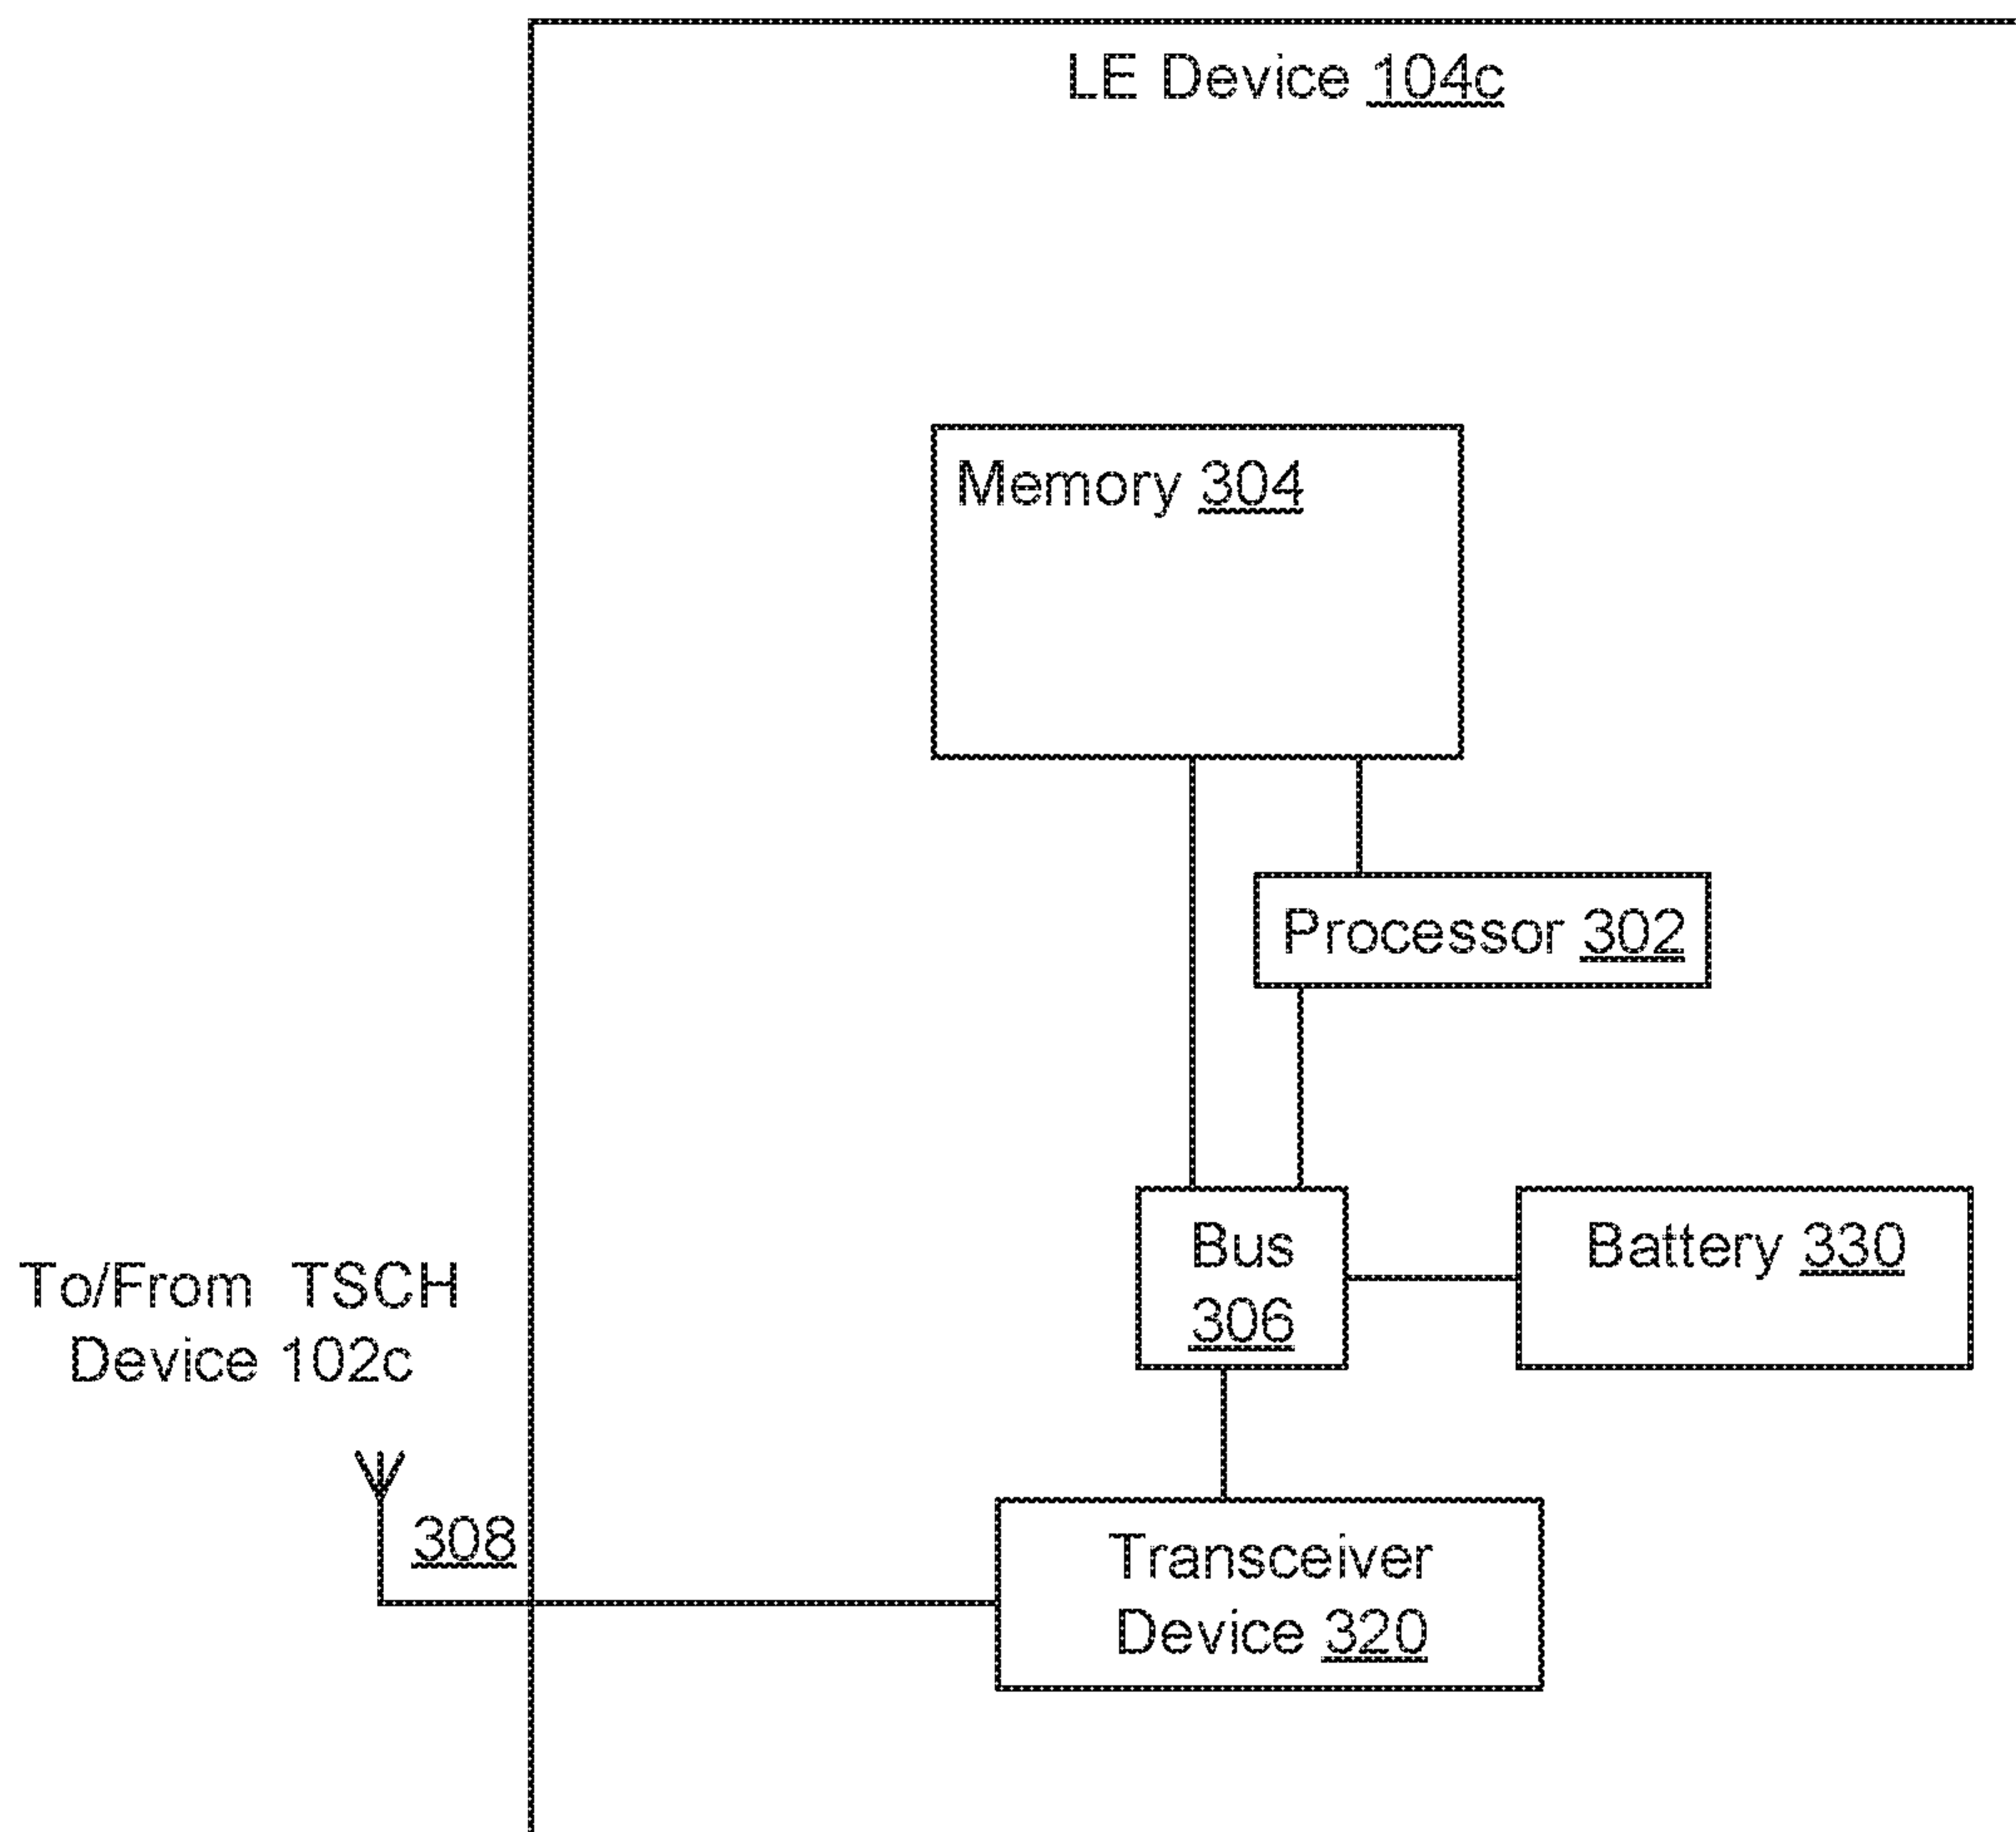 LE Device 104c
Memory 304
Processor 302
Bus
306
Battery 330
To/From TSCH
Device 102c
308
Transceiver
Device 320